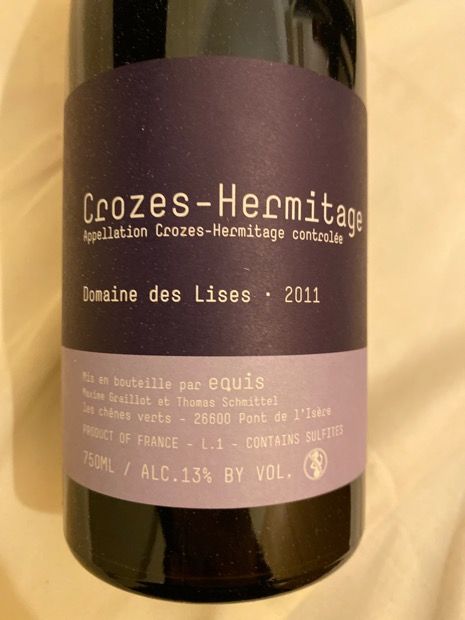 Crozes-Hermitage
Appellation Crozes-Hermitage controlée
Domaine des Lises · 2011
Mis en bouteille par equis
Maxime Graillot et Thomas Schmittel
Les chênes verts - 26600 Pont de l'Isère
PRODUCT OF FRANCE - L.1 - CONTAINS SULFITES
750ML / ALC.13% BY VOL.